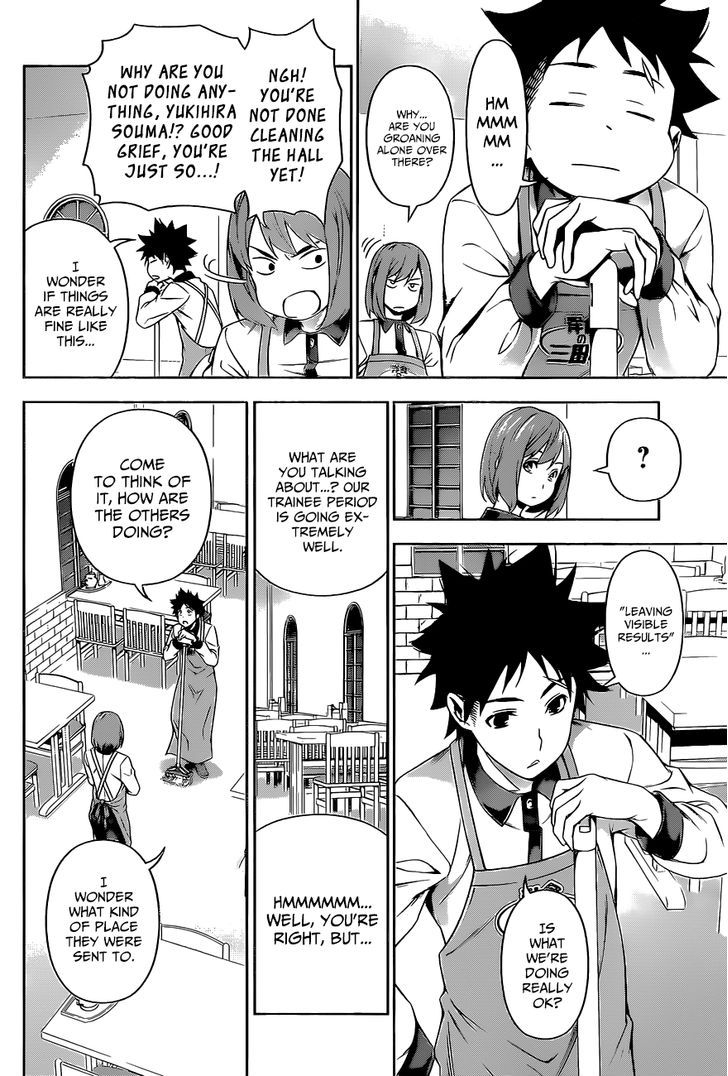 HM
MMMM
MM
...
WHY...
ARE YOU
GROANING
ALONE OVER
THERE?
NGH!
YOU'RE
NOT DONE
CLEANING
THE HALL
YET!
WHY ARE YOU
NOT DOING ANY-
THING, YUKIHIRA
SOUMA!? GOOD
GRIEF, YOU'RE
JUST SO...!
I
WONDER
IF THINGS
ARE REALLY
FINE LIKE
THIS...
?
"LEAVING
VISIBLE
RESULTS"
...
IS
WHAT
WE'RE
DOING
REALLY
OK?
WHAT ARE
YOU TALKING
ABOUT...? OUR
TRAINEE PERIOD
IS GOING EX-
TREMELY
WELL.
HMMMMMM...
WELL, YOU'RE
RIGHT, BUT...
COME
TO THINK OF
IT, HOW ARE
THE OTHERS
DOING?
I
WONDER
WHAT KIND
OF PLACE
THEY WERE
SENT TO.